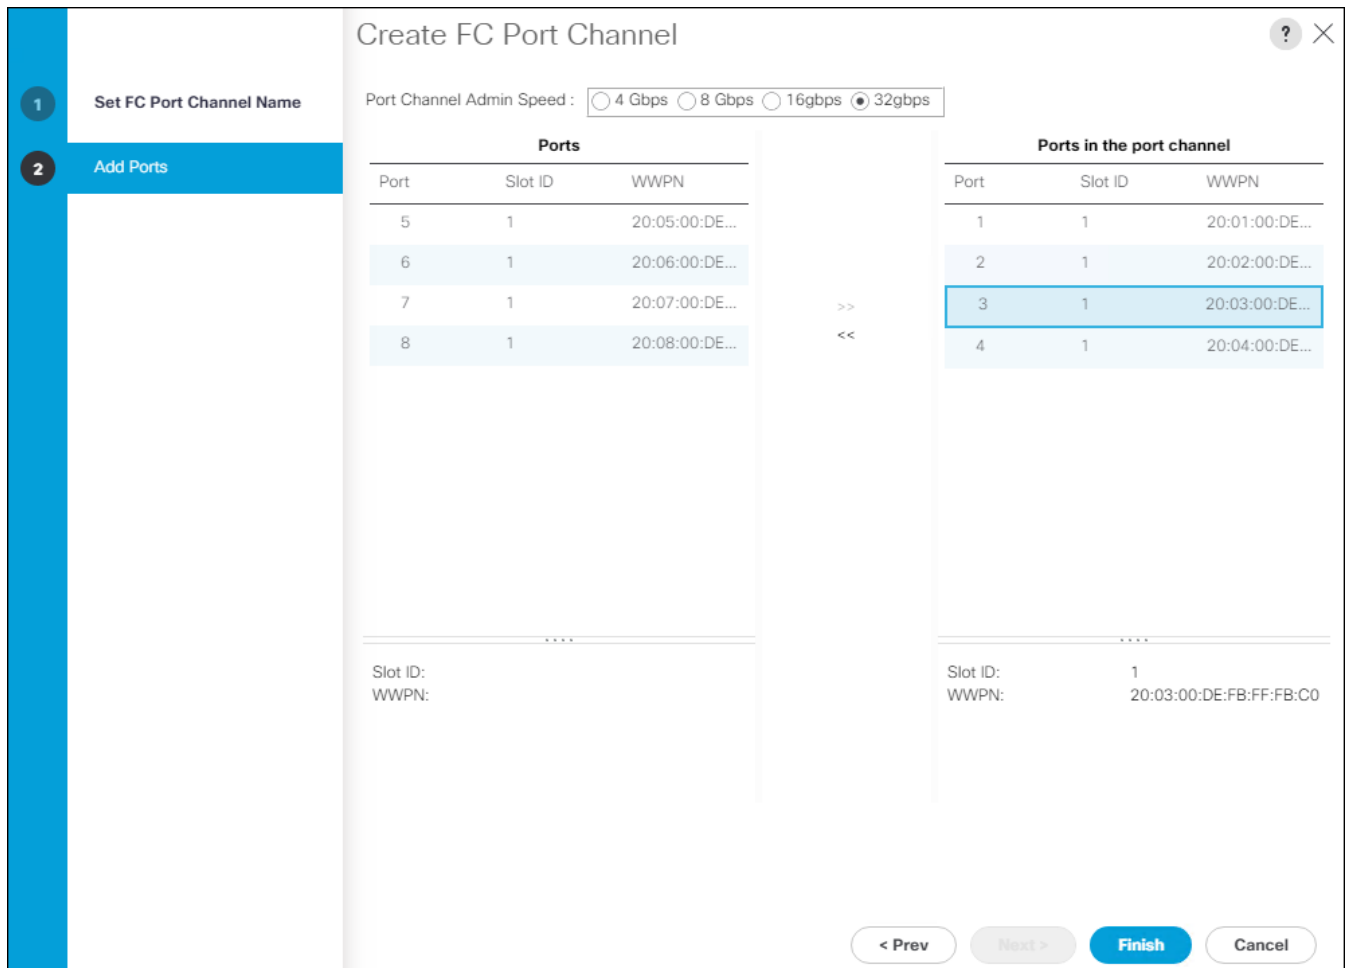 Create FC Port Channel
?
1 Set FC Port Channel Name
2 Add Ports
Port Channel Admin Speed : 4 Gbps 8 Gbps 16gbps 32gbps
Ports
Port Slot ID WWPN
5 1 20:05:00:DE...
6 1 20:06:00:DE...
7 1 20:07:00:DE...
8 1 20:08:00:DE...
>>
<<
Ports in the port channel
Port Slot ID WWPN
1 1 20:01:00:DE...
2 1 20:02:00:DE...
3 1 20:03:00:DE...
4 1 20:04:00:DE...
Slot ID:
WWPN:
Slot ID: 1
WWPN: 20:03:00:DE:FB:FF:FB:C0
< Prev Next > Finish Cancel